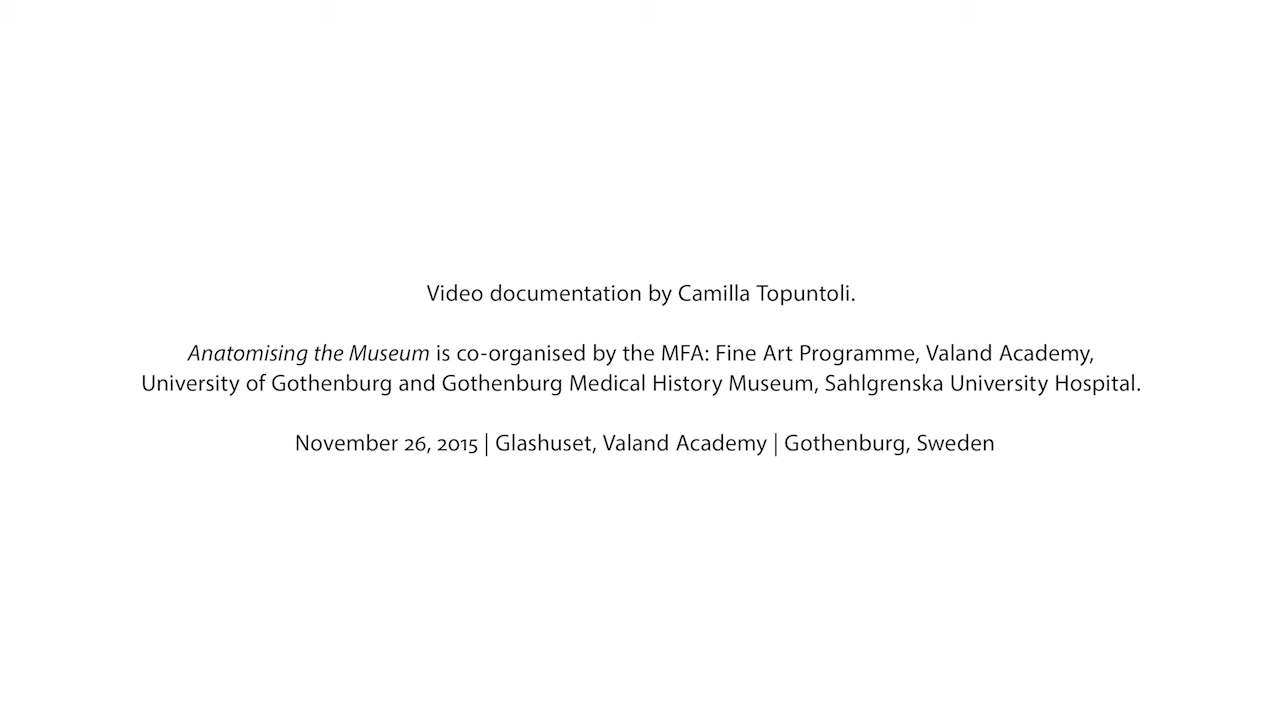 Video documentation by Camilla Topuntoli.
Anatomising the Museum is co-organised by the MFA: Fine Art Programme, Valand Academy,
University of Gothenburg and Gothenburg Medical History Museum, Sahlgrenska University Hospital.
November 26, 2015 | Glashuset, Valand Academy | Gothenburg, Sweden